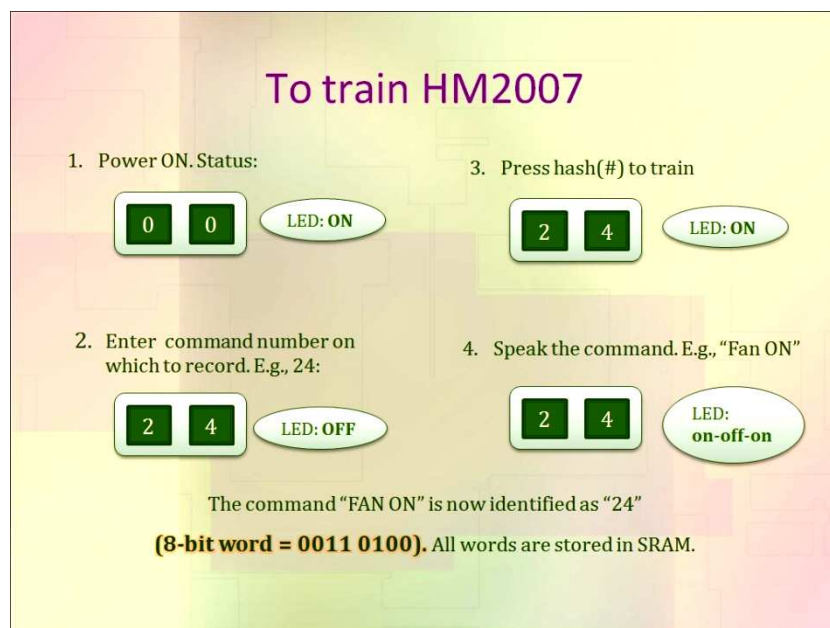 To train HM2007
1. Power ON. Status:
0 0 LED: ON
2. Enter command number on
which to record. E.g., 24:
2 4 LED: OFF
3. Press hash(#) to train
2 4 LED: ON
4. Speak the command. E.g., “Fan ON”
2 4 LED:
on-off-on
The command “FAN ON” is now identified as “24”
(8-bit word = 0011 0100). All words are stored in SRAM.